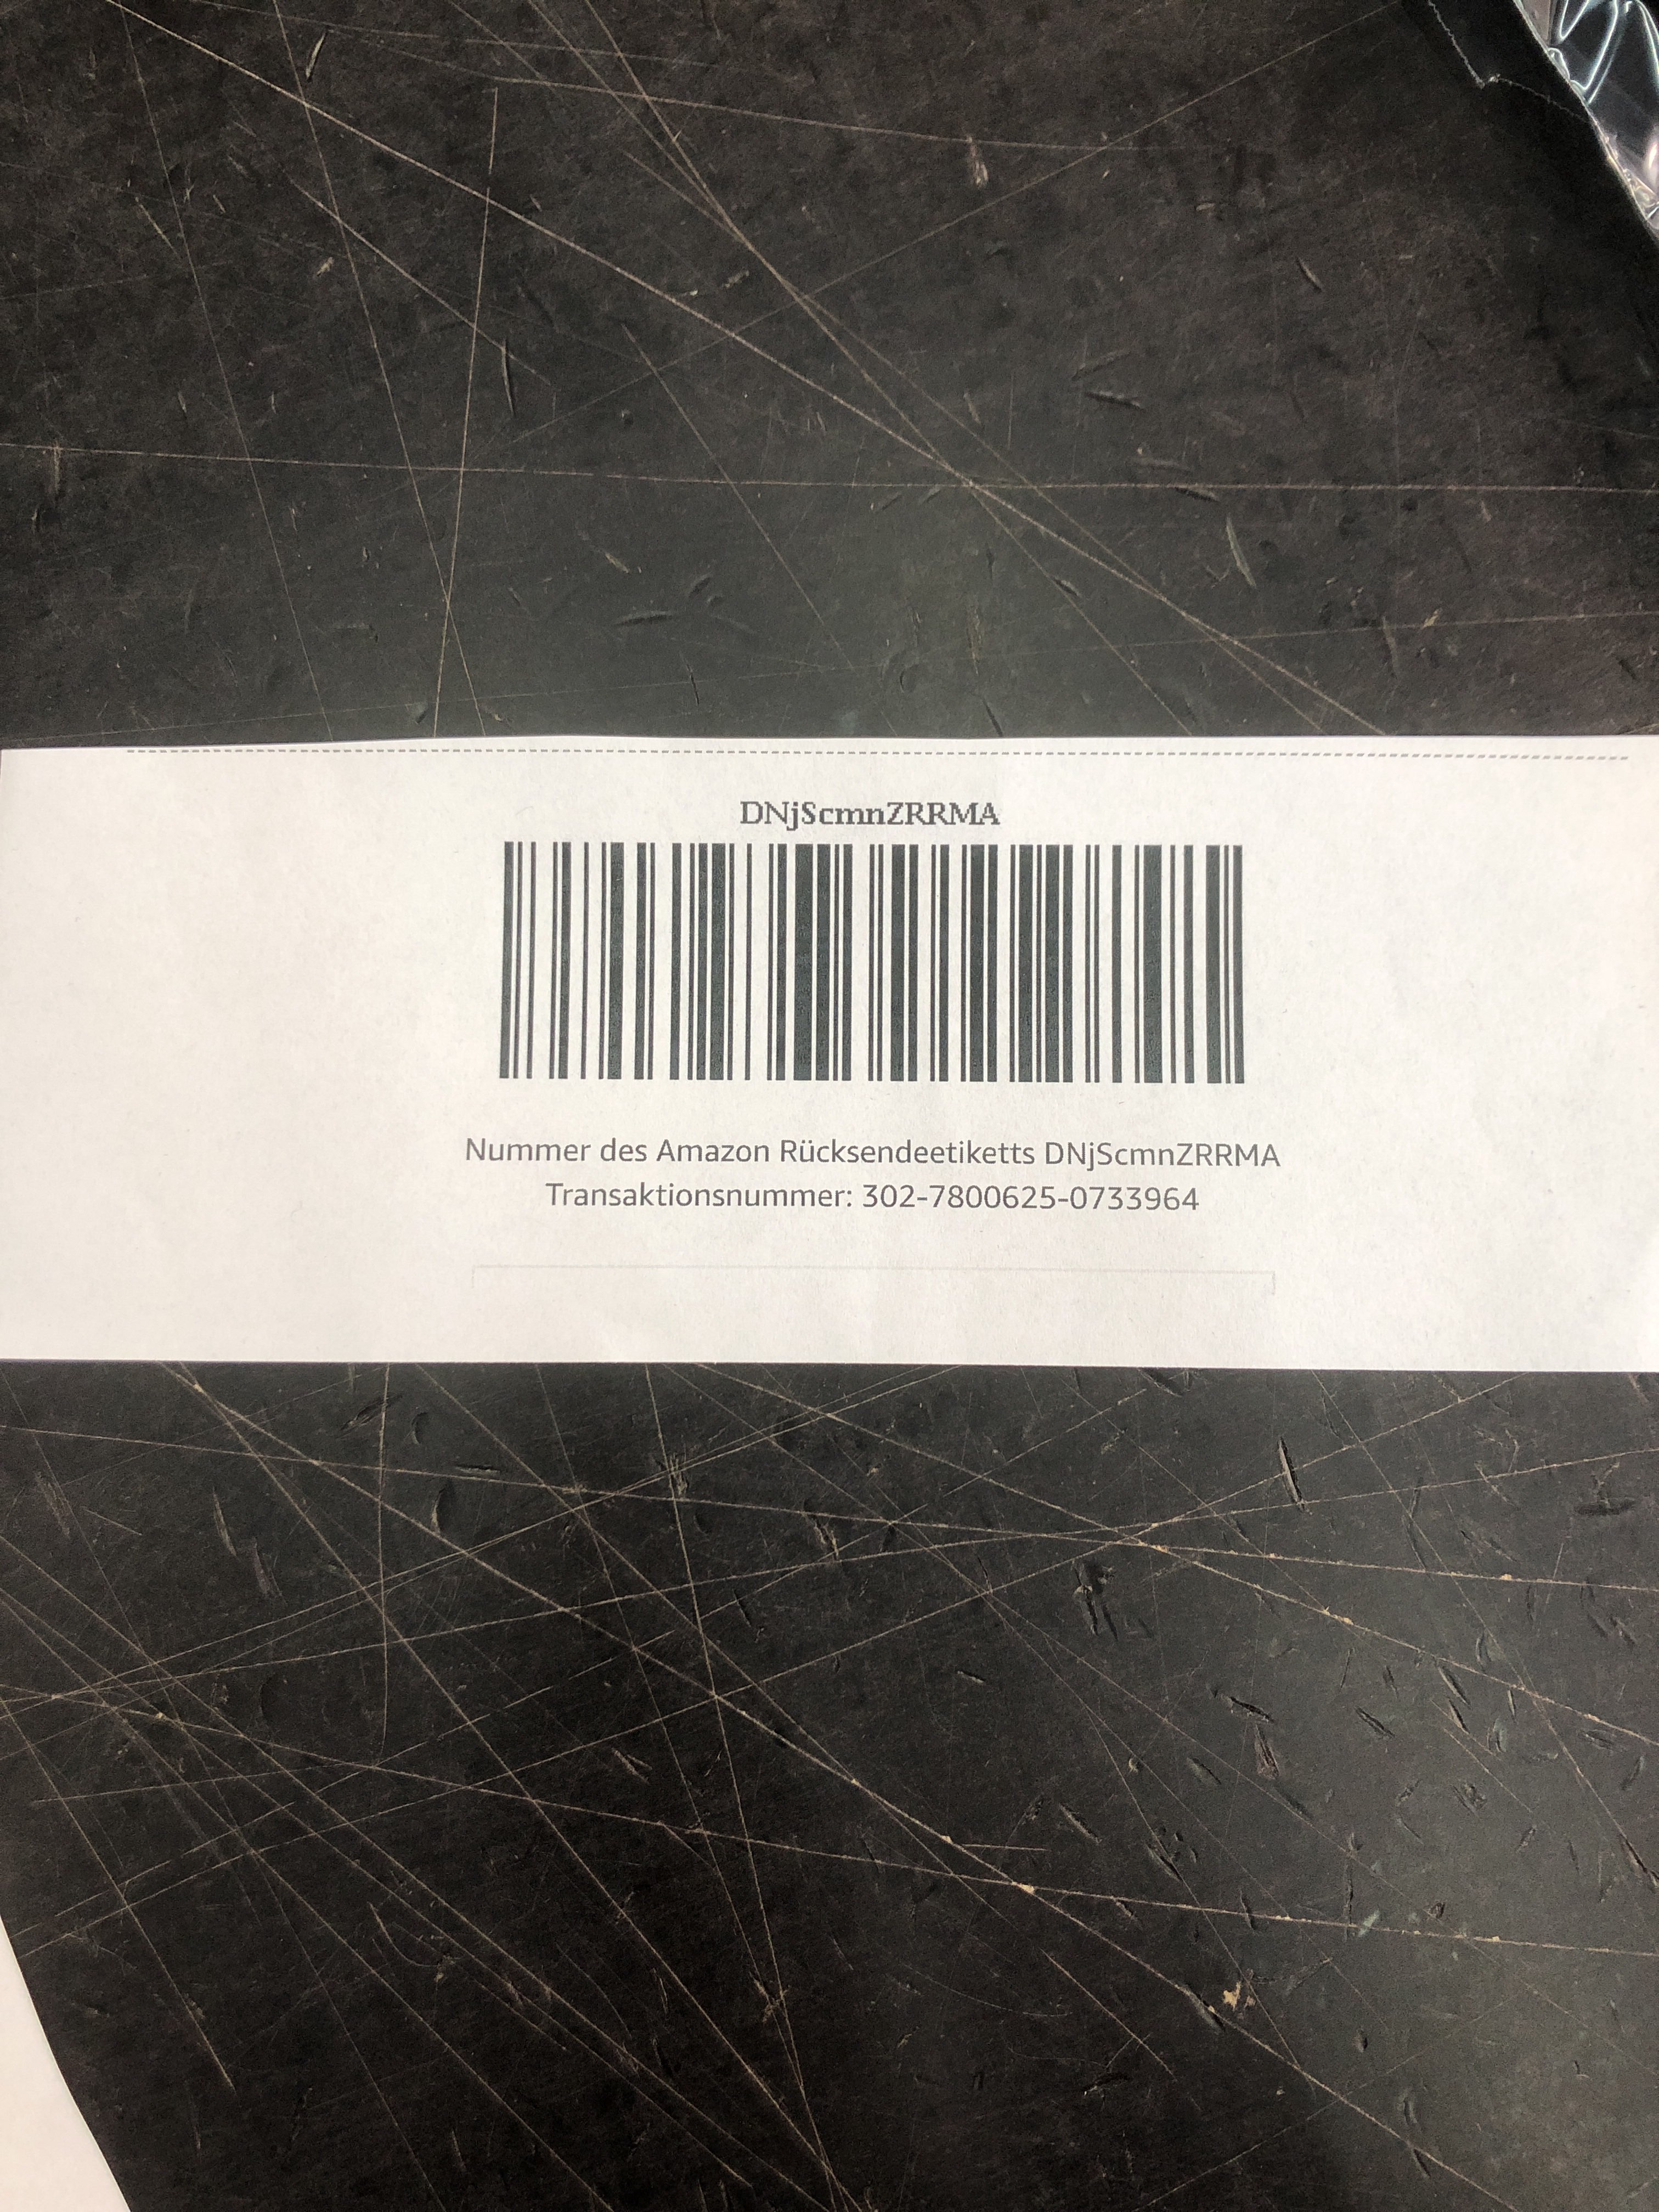 DNjScmnZRRMA
Nummer des Amazon Rücksendeetiketts DNjScmnZRRMA
Transaktionsnummer: 302-7800625-0733964